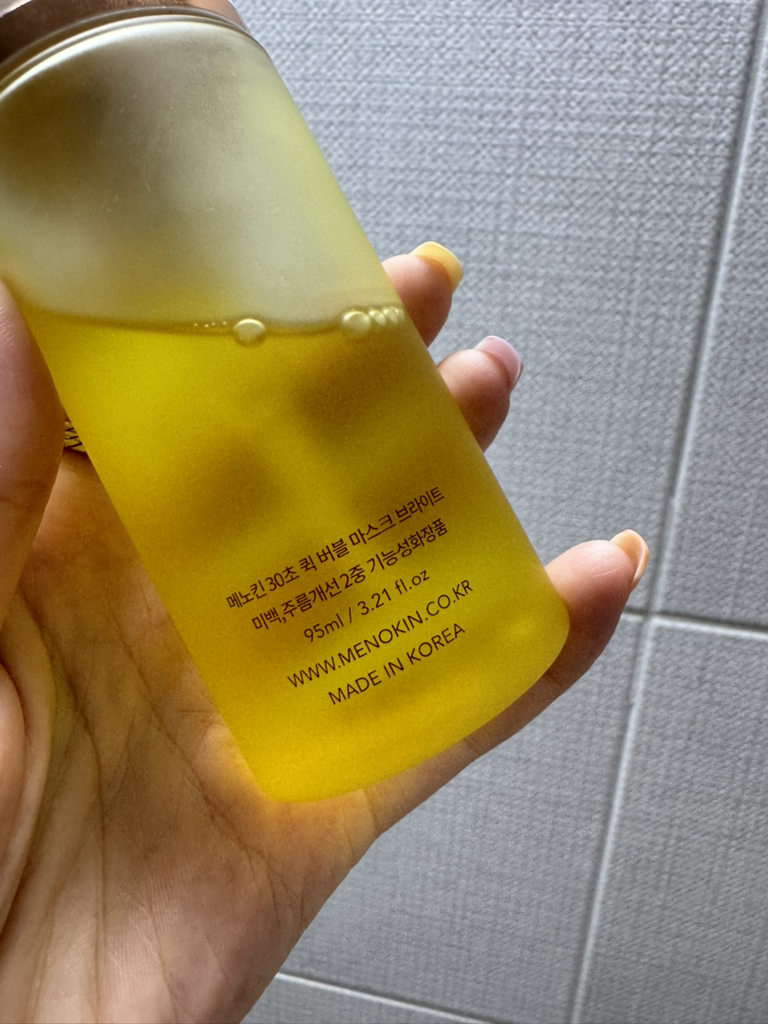 메노킨 30초 퀵 버블 마스크 브라이트
미백,주름개선 2중 기능성화장품
95ml / 3.21 fl.oz
WWW.MENOKIN.CO.KR
MADE IN KOREA